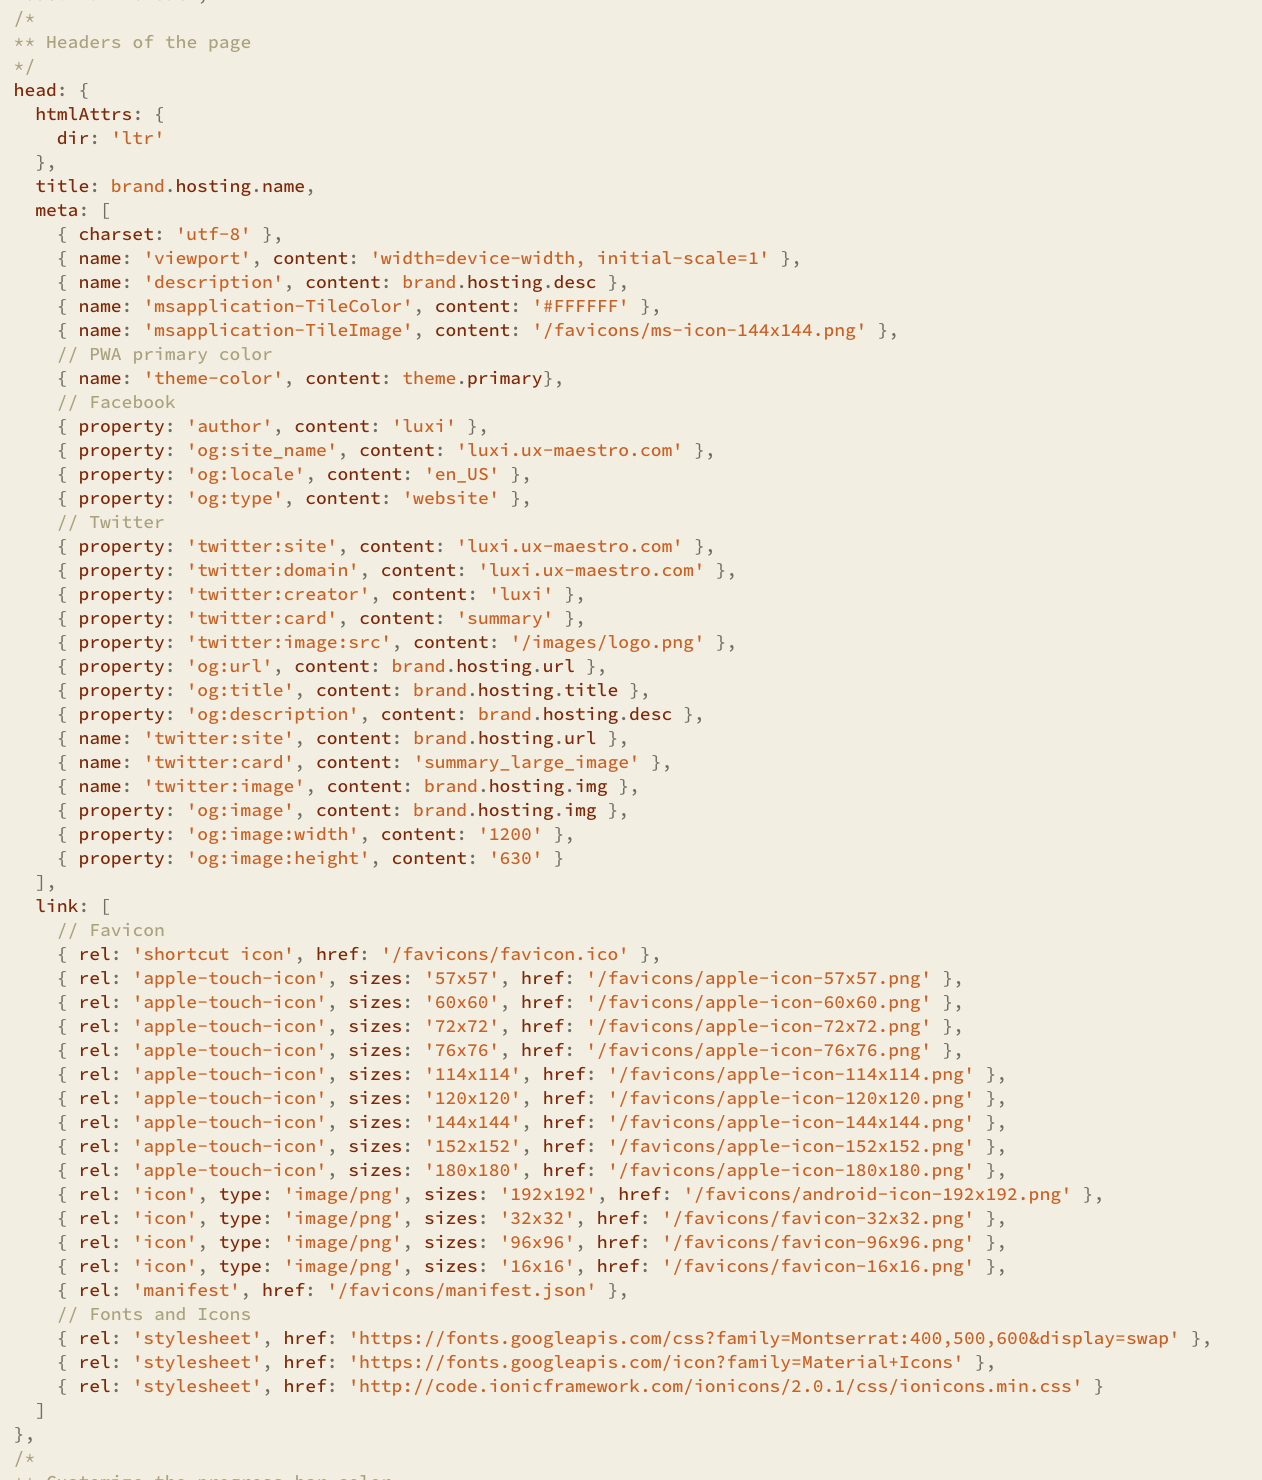 /*
** Headers of the page
*/
head: {
  htmlAttrs: {
    dir: 'ltr'
  },
  title: brand.hosting.name,
  meta: [
    { charset: 'utf-8' },
    { name: 'viewport', content: 'width=device-width, initial-scale=1' },
    { name: 'description', content: brand.hosting.desc },
    { name: 'msapplication-TileColor', content: '#FFFFFF' },
    { name: 'msapplication-TileImage', content: '/favicons/ms-icon-144x144.png' },
    // PWA primary color
    { name: 'theme-color', content: theme.primary},
    // Facebook
    { property: 'author', content: 'luxi' },
    { property: 'og:site_name', content: 'luxi.ux-maestro.com' },
    { property: 'og:locale', content: 'en_US' },
    { property: 'og:type', content: 'website' },
    // Twitter
    { property: 'twitter:site', content: 'luxi.ux-maestro.com' },
    { property: 'twitter:domain', content: 'luxi.ux-maestro.com' },
    { property: 'twitter:creator', content: 'luxi' },
    { property: 'twitter:card', content: 'summary' },
    { property: 'twitter:image:src', content: '/images/logo.png' },
    { property: 'og:url', content: brand.hosting.url },
    { property: 'og:title', content: brand.hosting.title },
    { property: 'og:description', content: brand.hosting.desc },
    { name: 'twitter:site', content: brand.hosting.url },
    { name: 'twitter:card', content: 'summary_large_image' },
    { name: 'twitter:image', content: brand.hosting.img },
    { property: 'og:image', content: brand.hosting.img },
    { property: 'og:image:width', content: '1200' },
    { property: 'og:image:height', content: '630' }
  ],
  link: [
    // Favicon
    { rel: 'shortcut icon', href: '/favicons/favicon.ico' },
    { rel: 'apple-touch-icon', sizes: '57x57', href: '/favicons/apple-icon-57x57.png' },
    { rel: 'apple-touch-icon', sizes: '60x60', href: '/favicons/apple-icon-60x60.png' },
    { rel: 'apple-touch-icon', sizes: '72x72', href: '/favicons/apple-icon-72x72.png' },
    { rel: 'apple-touch-icon', sizes: '76x76', href: '/favicons/apple-icon-76x76.png' },
    { rel: 'apple-touch-icon', sizes: '114x114', href: '/favicons/apple-icon-114x114.png' },
    { rel: 'apple-touch-icon', sizes: '120x120', href: '/favicons/apple-icon-120x120.png' },
    { rel: 'apple-touch-icon', sizes: '144x144', href: '/favicons/apple-icon-144x144.png' },
    { rel: 'apple-touch-icon', sizes: '152x152', href: '/favicons/apple-icon-152x152.png' },
    { rel: 'apple-touch-icon', sizes: '180x180', href: '/favicons/apple-icon-180x180.png' },
    { rel: 'icon', type: 'image/png', sizes: '192x192', href: '/favicons/android-icon-192x192.png' },
    { rel: 'icon', type: 'image/png', sizes: '32x32', href: '/favicons/favicon-32x32.png' },
    { rel: 'icon', type: 'image/png', sizes: '96x96', href: '/favicons/favicon-96x96.png' },
    { rel: 'icon', type: 'image/png', sizes: '16x16', href: '/favicons/favicon-16x16.png' },
    { rel: 'manifest', href: '/favicons/manifest.json' },
    // Fonts and Icons
    { rel: 'stylesheet', href: 'https://fonts.googleapis.com/css?family=Montserrat:400,500,600&display=swap' },
    { rel: 'stylesheet', href: 'https://fonts.googleapis.com/icon?family=Material+Icons' },
    { rel: 'stylesheet', href: 'http://code.ionicframework.com/ionicons/2.0.1/css/ionicons.min.css' }
  ]
},
/*